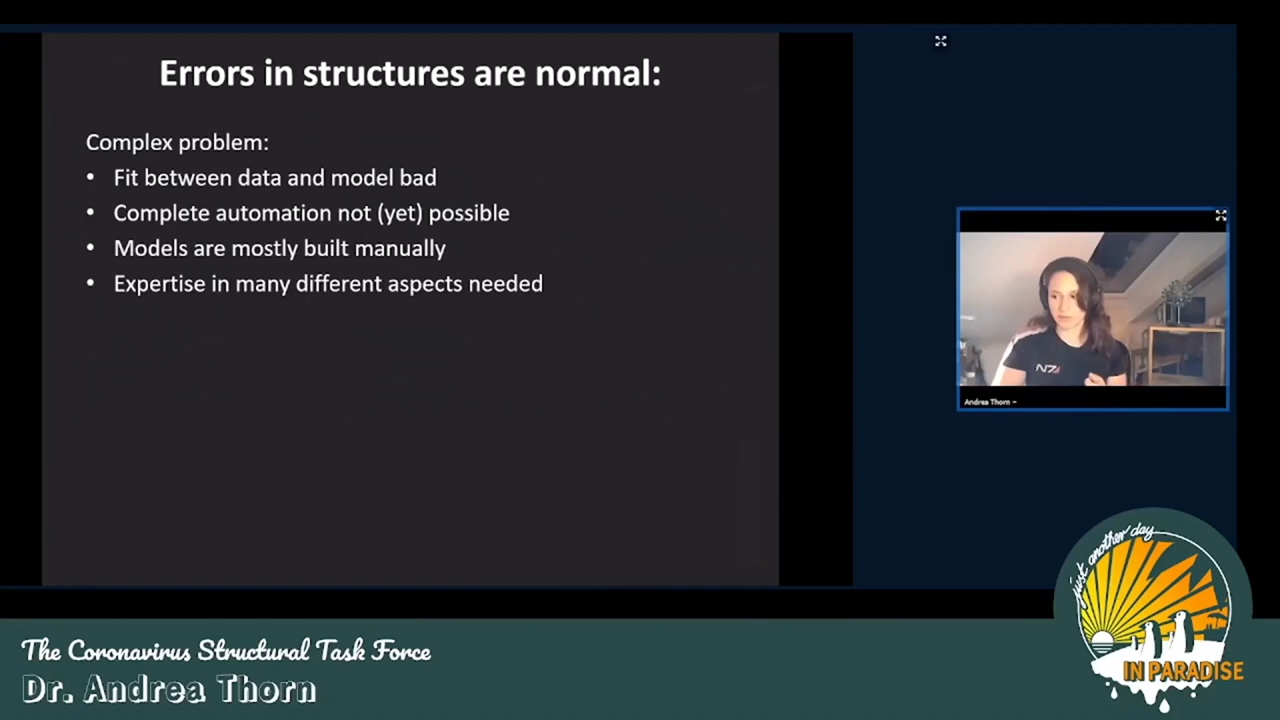 Errors in structures are normal:
Complex problem:
• Fit between data and model bad
• Complete automation not (yet) possible
• Models are mostly built manually
• Expertise in many different aspects needed
N7
Andrea Thorn
The Coronavirus Structural Task Force
Dr. Andrea Thorn
just another day
IN PARADISE